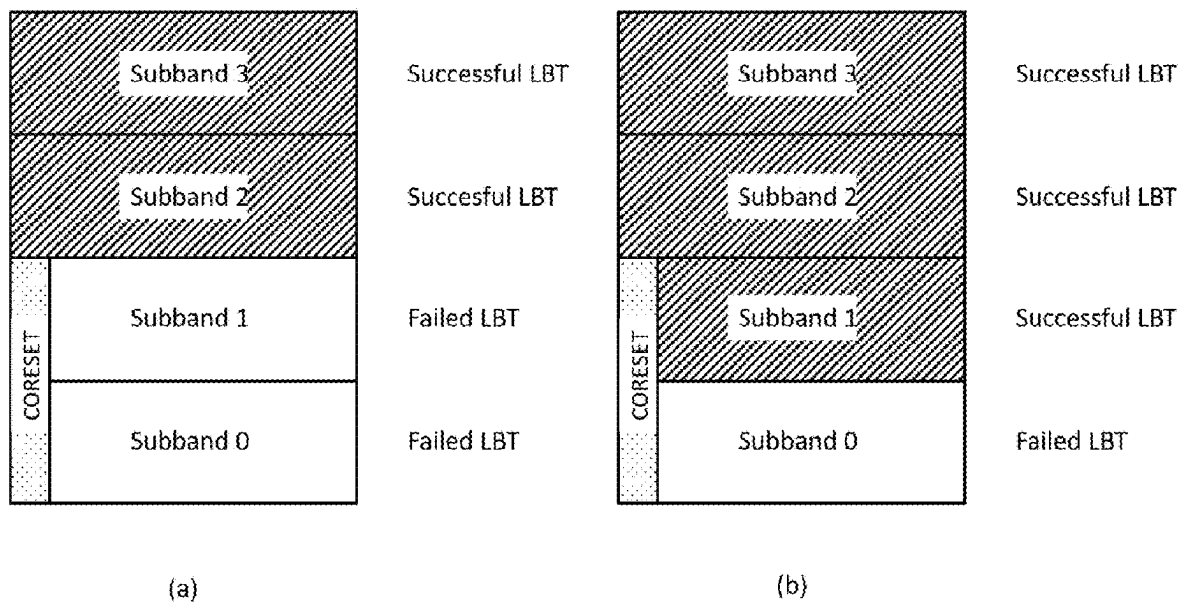 Subband 3
Successful LBT
Subband 2
Succesful LBT
Subband 1
Failed LBT
Subband 0
Failed LBT
CORESET
(a)
Subband 3
Successful LBT
Subband 2
Successful LBT
Subband 1
Successful LBT
Subband 0
Failed LBT
CORESET
(b)